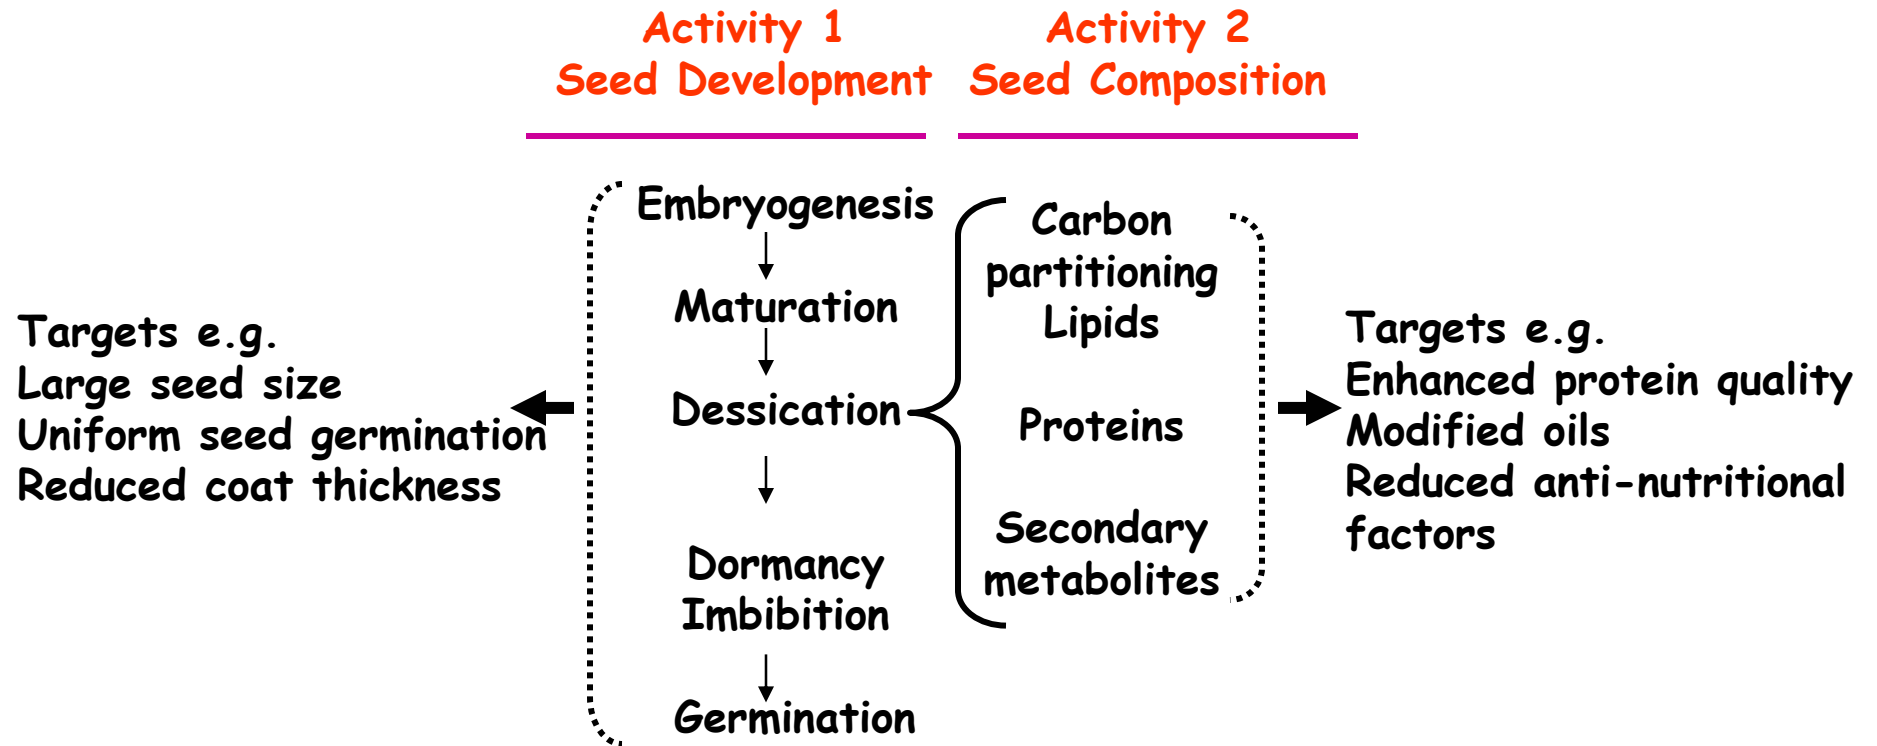 Activity 1
Seed Development
Activity 2
Seed Composition
Targets e.g.
Large seed size
Uniform seed germination
Reduced coat thickness
Embryogenesis
Maturation
Dessication
Dormancy
Imbibition
Germination
Carbon
partitioning
Lipids
Proteins
Secondary
metabolites
Targets e.g.
Enhanced protein quality
Modified oils
Reduced anti-nutritional
factors